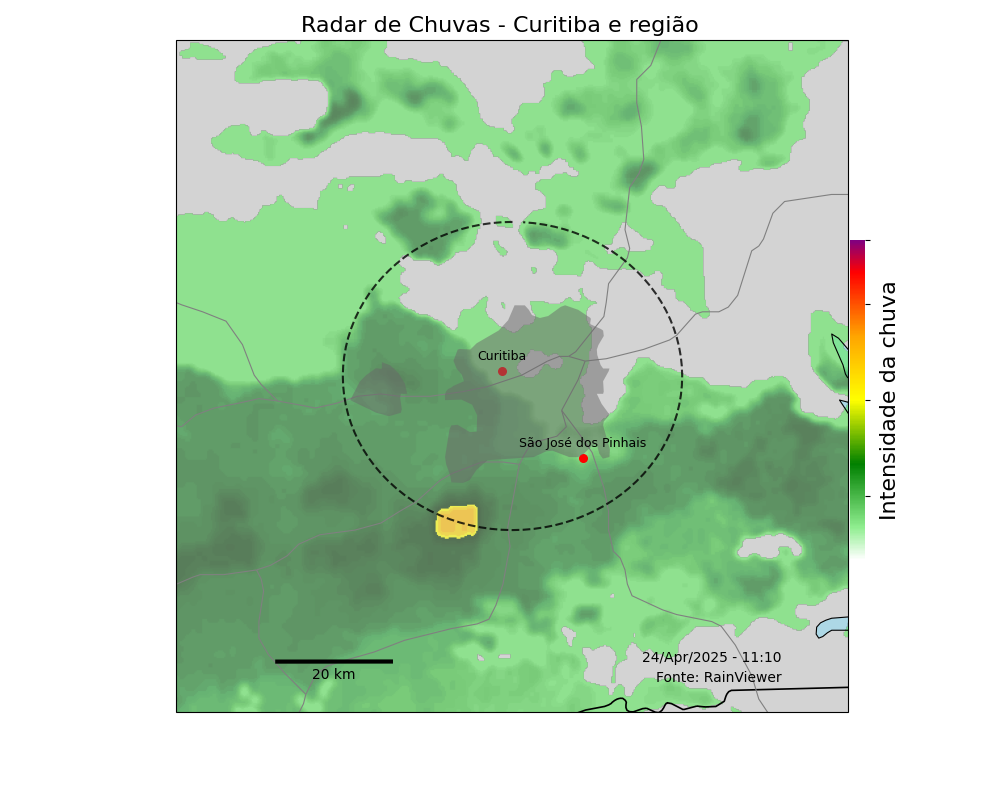 Radar de Chuvas - Curitiba e região
Curitiba
São José dos Pinhais
Intensidade da chuva
20 km
24/Apr/2025 - 11:10
Fonte: RainViewer